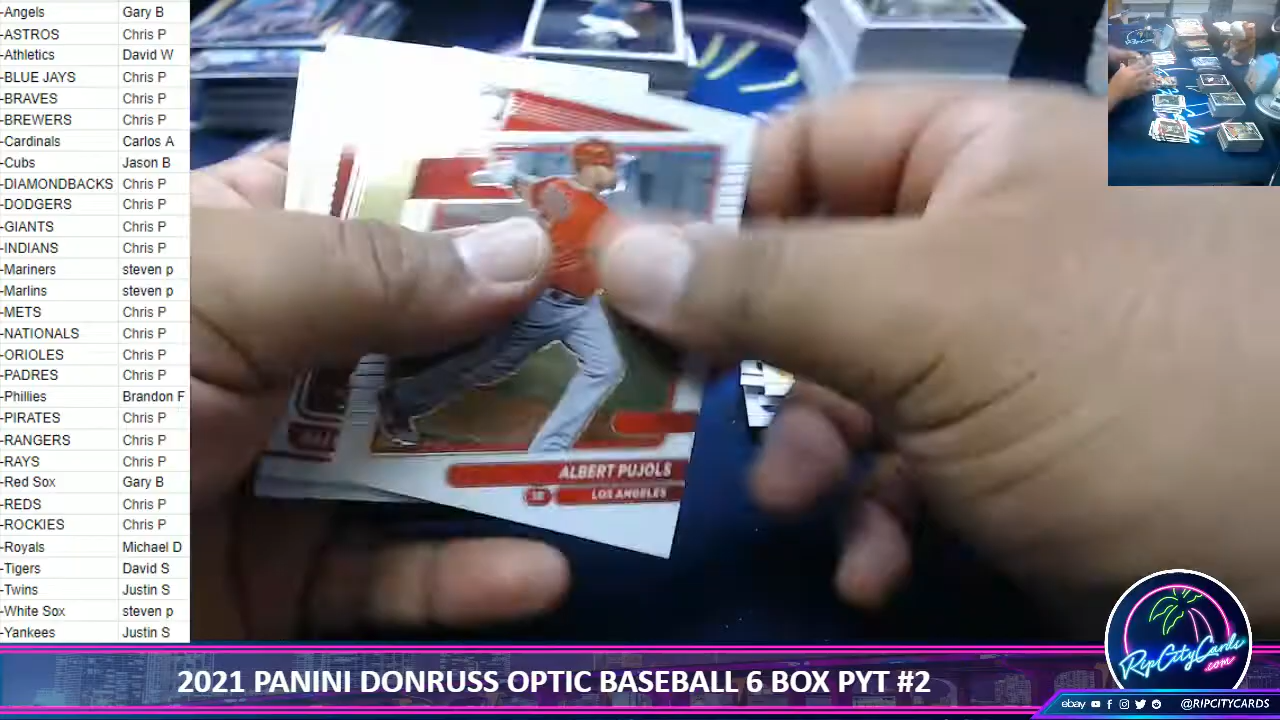 -Angels Gary B
-ASTROS Chris P
-Athletics David W
-BLUE JAYS Chris P
-BRAVES Chris P
-BREWERS Chris P
-Cardinals Carlos A
-Cubs Jason B
-DIAMONDBACKS Chris P
-DODGERS Chris P
-GIANTS Chris P
-INDIANS Chris P
-Mariners steven p
-Marlins steven p
-METS Chris P
-NATIONALS Chris P
-ORIOLES Chris P
-PADRES Chris P
-Phillies Brandon F
-PIRATES Chris P
-RANGERS Chris P
-RAYS Chris P
-Red Sox Gary B
-REDS Chris P
-ROCKIES Chris P
-Royals Michael D
-Tigers David S
-Twins Justin S
-White Sox steven p
-Yankees Justin S
ALBERT PUJOLS
LOS ANGELES
RipCityCards
.com
2021 PANINI DONRUSS OPTIC BASEBALL 6 BOX PYT #2
ebay @RIPCITYCARDS